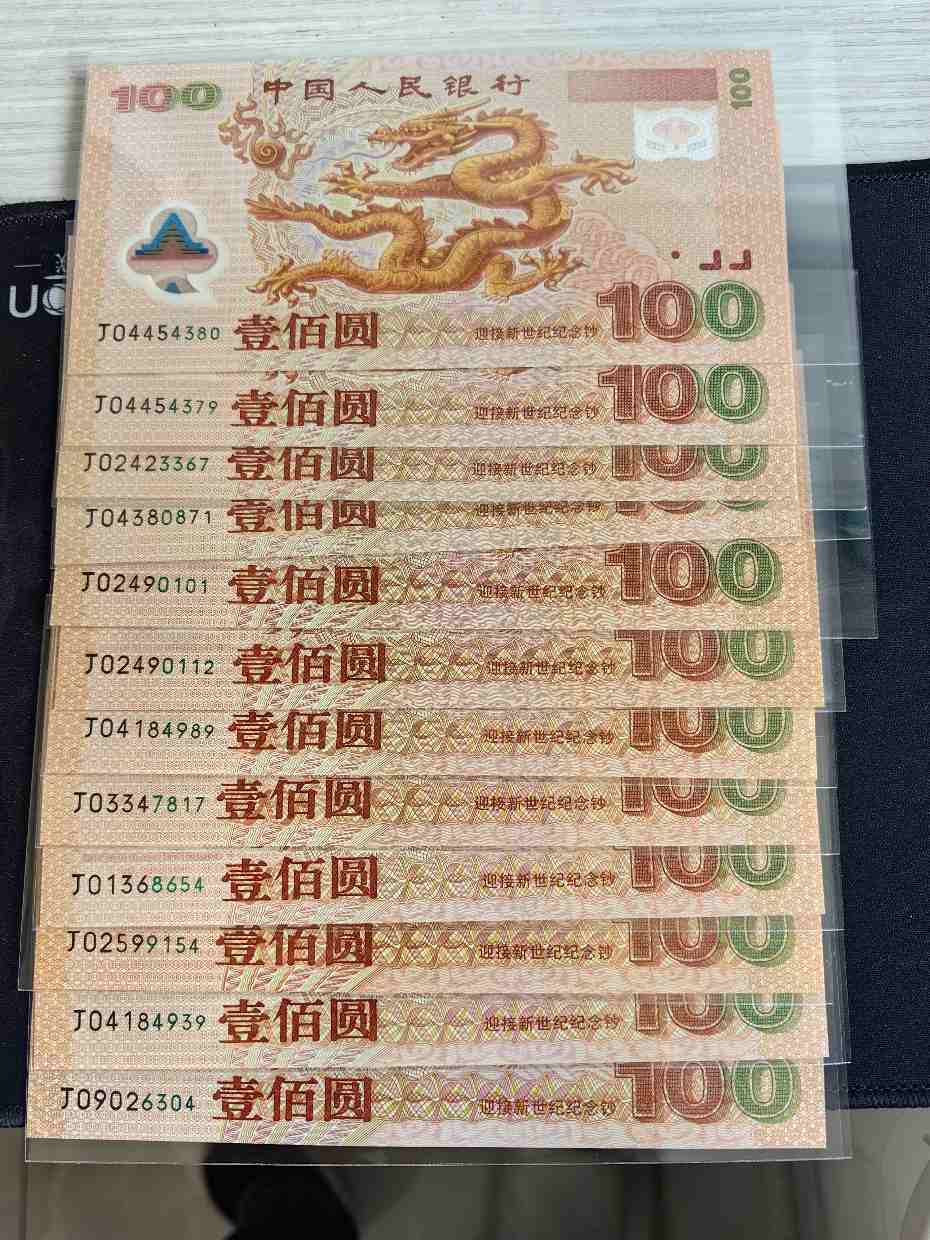 100 中国人民银行 100
J04454380 壹佰圆 迎接新世纪纪念钞 100
J04454379 壹佰圆 迎接新世纪纪念钞 100
J02423367 壹佰圆 迎接新世纪纪念钞 100
J04380871 壹佰圆 迎接新世纪纪念钞 100
J02490101 壹佰圆 迎接新世纪纪念钞 100
J02490112 壹佰圆 迎接新世纪纪念钞 100
J04184989 壹佰圆 迎接新世纪纪念钞 100
J03347817 壹佰圆 迎接新世纪纪念钞 100
J01368654 壹佰圆 迎接新世纪纪念钞 100
J02599154 壹佰圆 迎接新世纪纪念钞 100
J04184939 壹佰圆 迎接新世纪纪念钞 100
J09026304 壹佰圆 迎接新世纪纪念钞 100